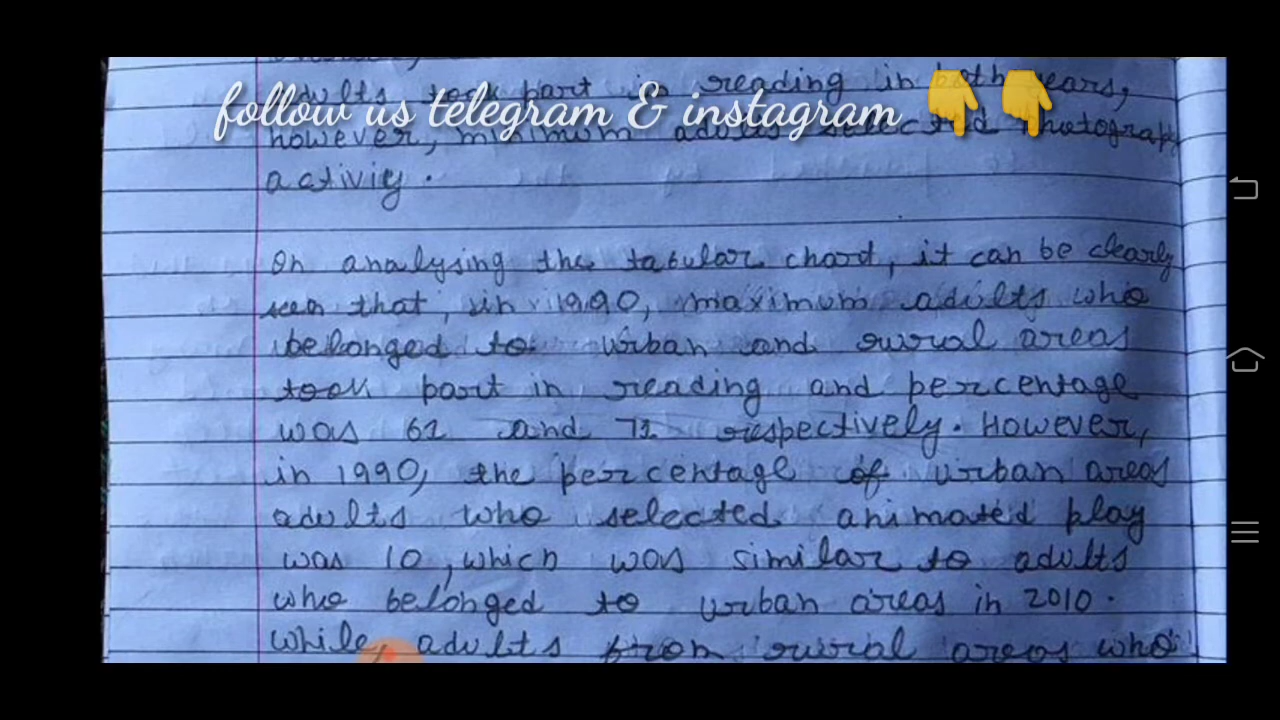 adults took part in reading in both years,
follow us telegram & instagram 👇👇
however, minimum adults selected Photograp
activiy.
On analysing the tabular chart, it can be clearly
seen that, in 1990, maximum adults who
belonged to urban and rural areas
took part in reading and percentage
was 61 and 71 respectively. However,
in 1990, the percentage of urban areas
adults who selected animated play
was 10, which was similar to adults
who belonged to urban areas in 2010.
While, adults from rural areas who